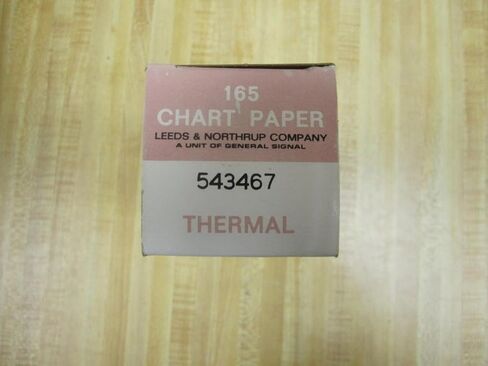 165
CHART PAPER
LEEDS & NORTHRUP COMPANY
A UNIT OF GENERAL SIGNAL
543467
THERMAL